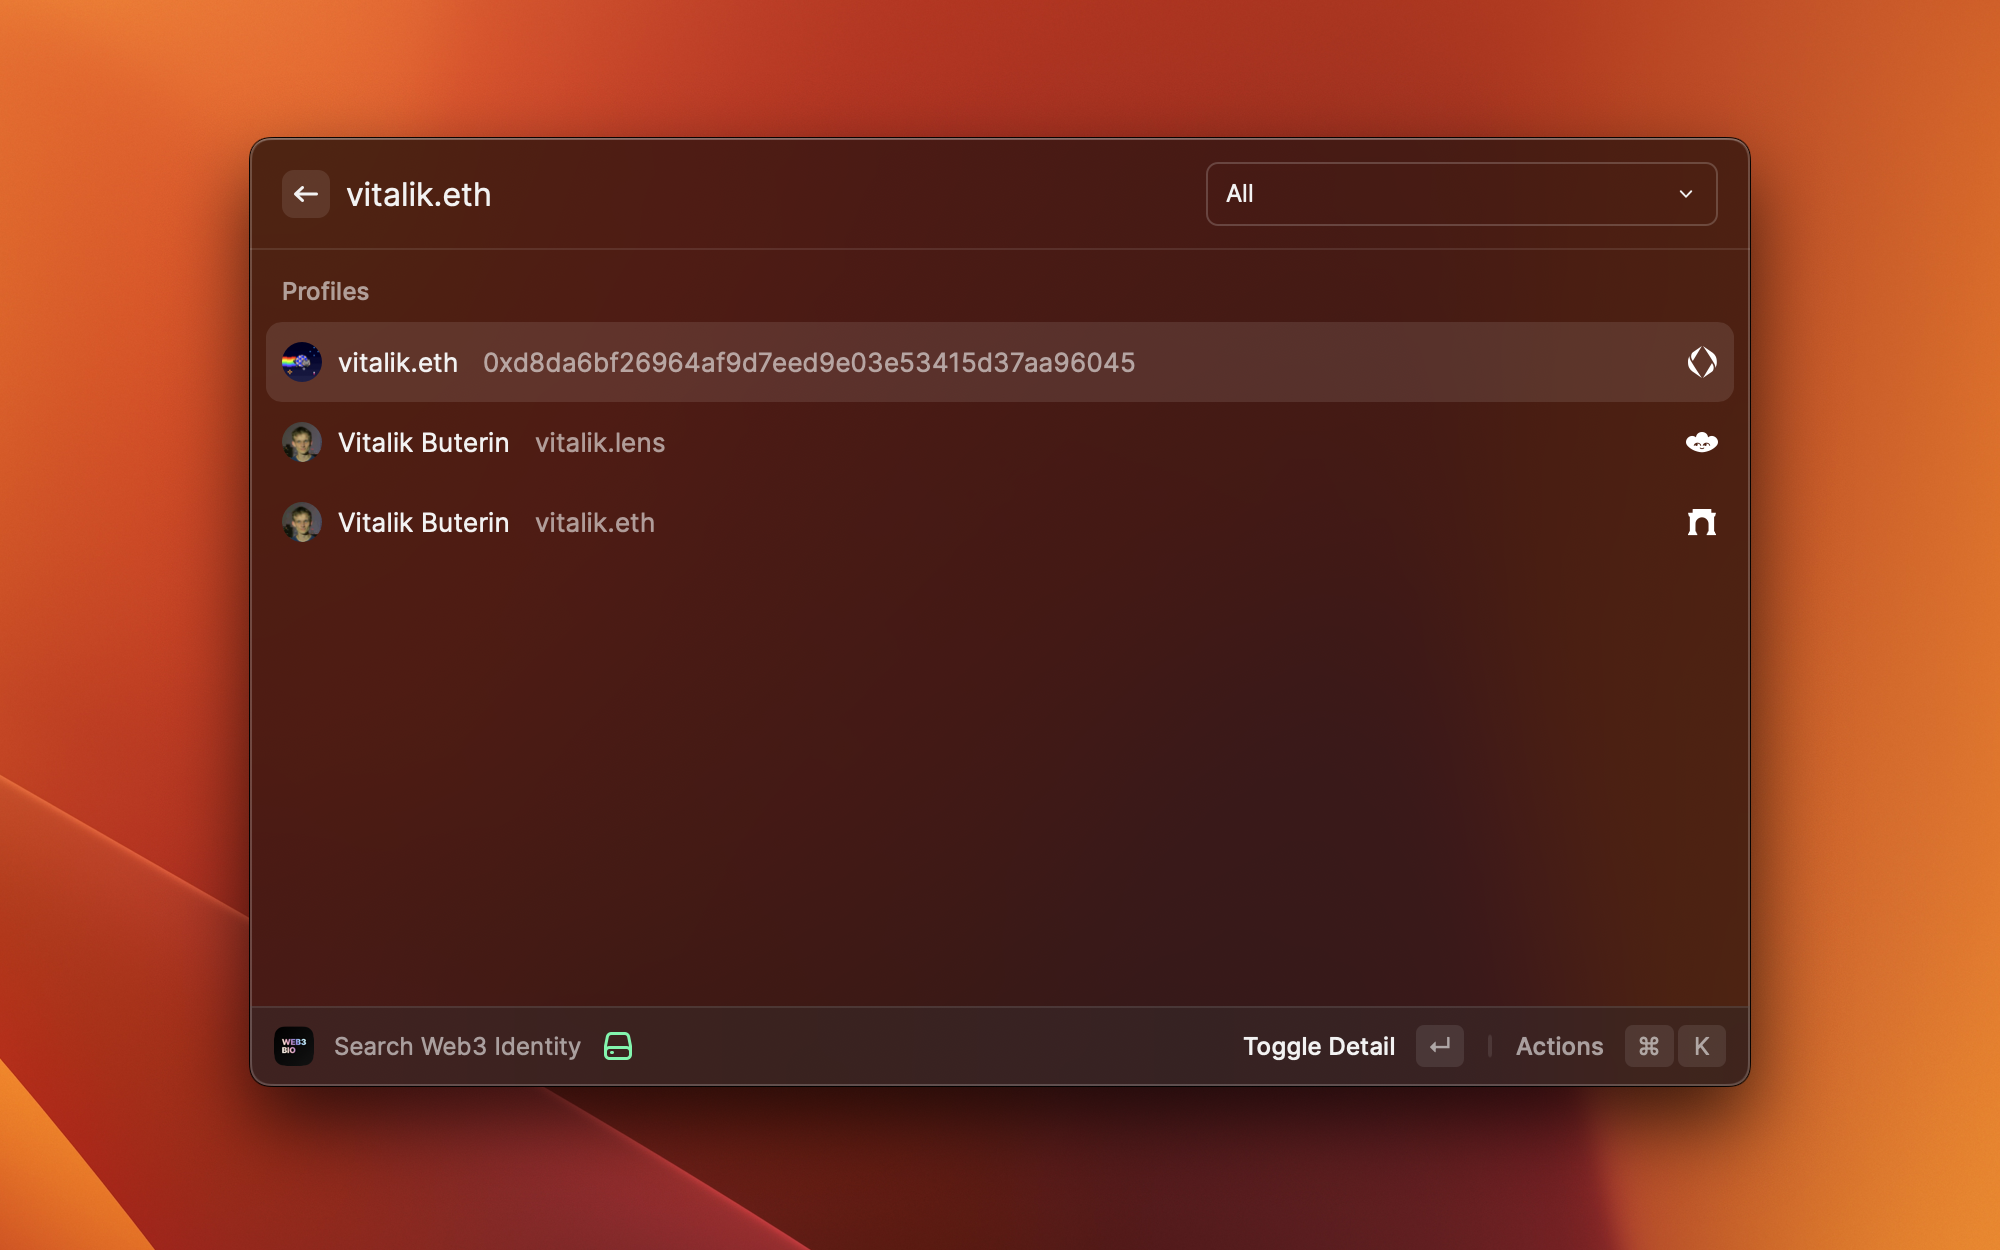 vitalik.eth
All
Profiles
vitalik.eth 0xd8da6bf26964af9d7eed9e03e53415d37aa96045
Vitalik Buterin vitalik.lens
Vitalik Buterin vitalik.eth
WEB3
BIO
Search Web3 Identity
Toggle Detail ↵ Actions ⌘ K